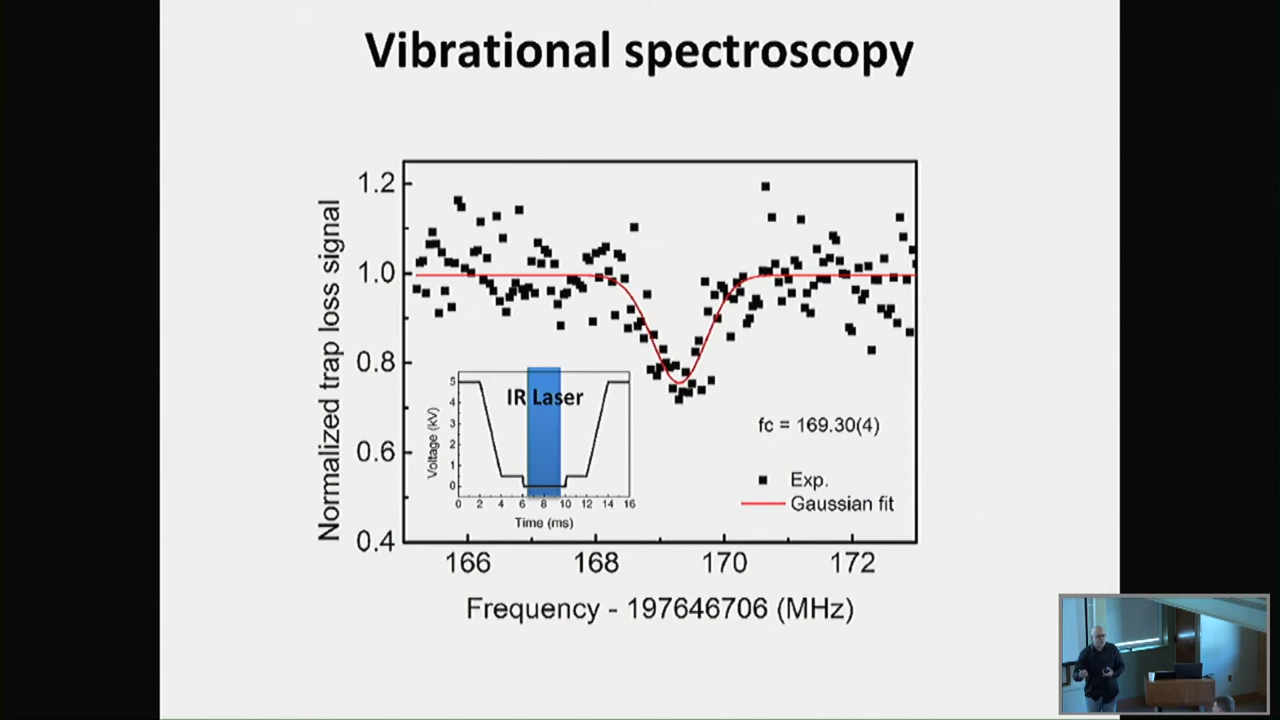 Vibrational spectroscopy
Normalized trap loss signal
1.2
1.0
0.8
0.6
0.4
166
168
170
172
Frequency - 197646706 (MHz)
fc = 169.30(4)
Exp.
Gaussian fit
IR Laser
Voltage (kV)
5
4
3
2
1
0
0 2 4 6 8 10 12 14 16
Time (ms)